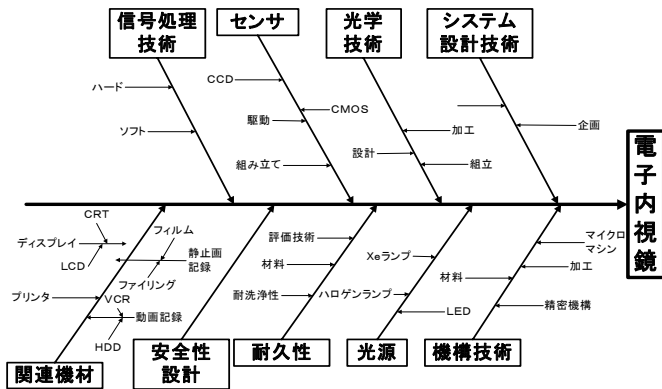 信号処理
技術
センサ
光学
技術
システム
設計技術
ハード
ソフト
CCD
CMOS
駆動
組み立て
加工
設計
組立
企画
電子内視鏡
CRT
ディスプレイ
LCD
フィルム
静止画
記録
ファイリング
プリンタ
VCR
動画記録
HDD
評価技術
材料
耐洗浄性
Xeランプ
ハロゲンランプ
LED
マイクロ
マシン
加工
材料
精密機構
関連機材
安全性
設計
耐久性
光源
機構技術